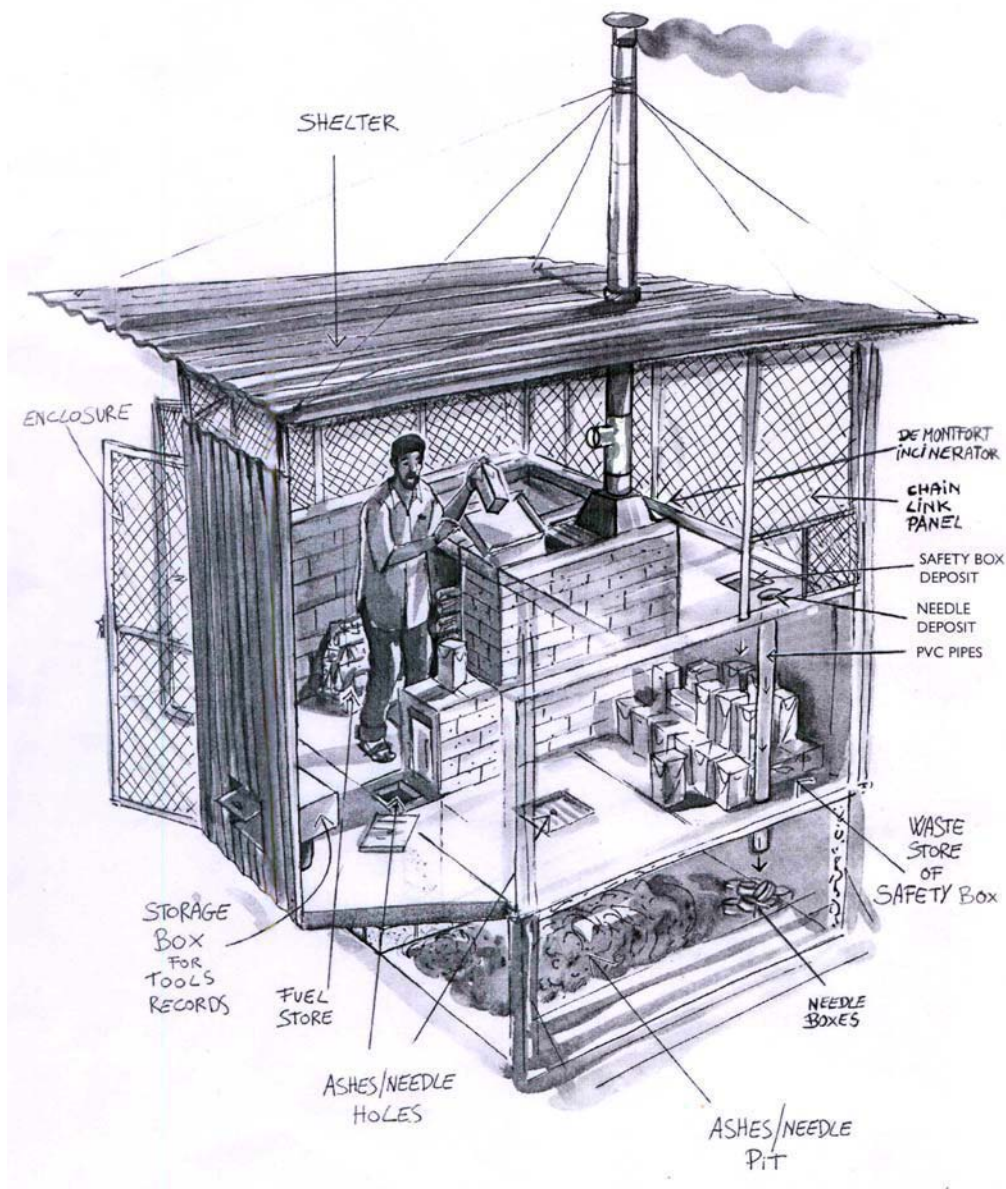 SHELTER
ENCLOSURE
DE MONTFORT
INCINERATOR
CHAIN
LINK
PANEL
SAFETY BOX
DEPOSIT
NEEDLE
DEPOSIT
PVC PIPES
WASTE
STORE
OF
SAFETY BOX
STORAGE
BOX
FOR
TOOLS
RECORDS
FUEL
STORE
NEEDLE
BOXES
ASHES/NEEDLE
HOLES
ASHES/NEEDLE
PIT